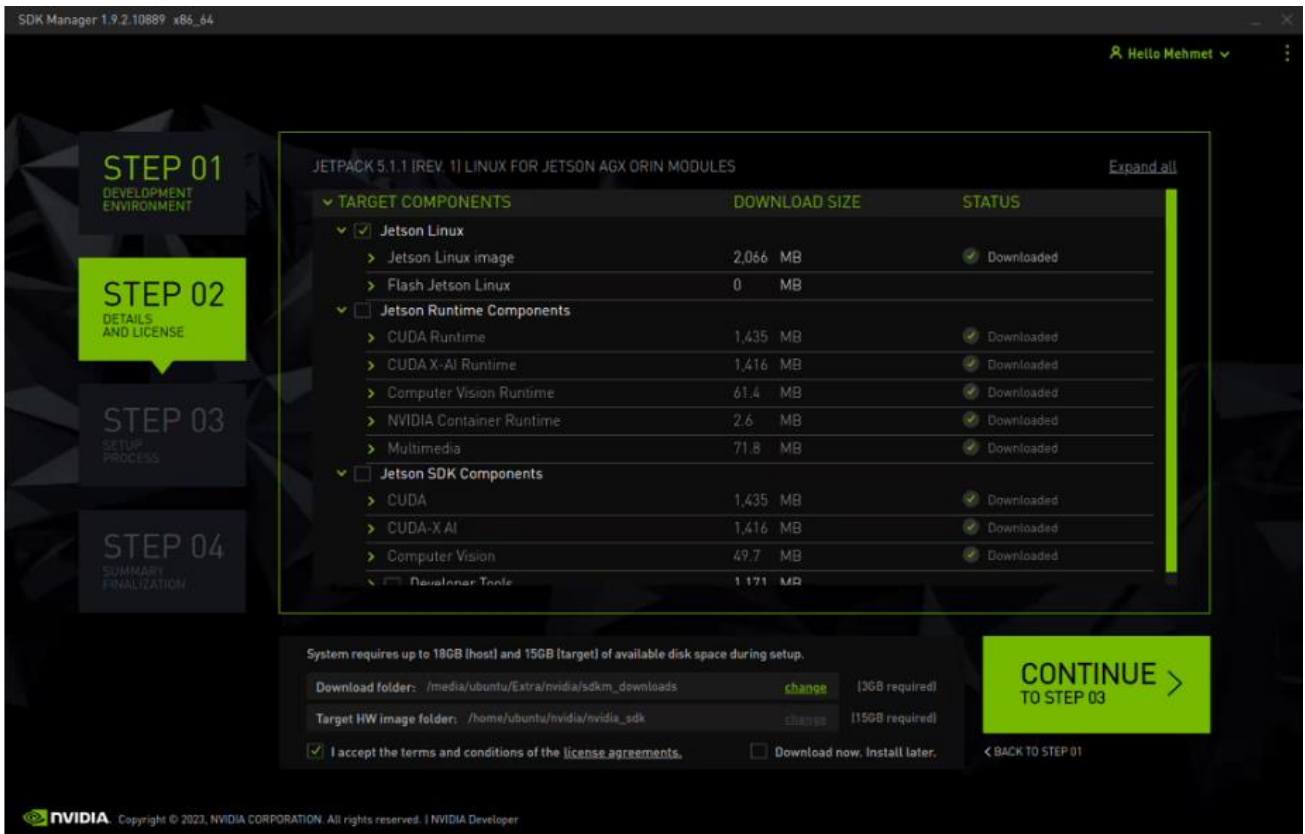 SDK Manager 1.9.2.10889 x86_64
Hello Mehmet
STEP 01
DEVELOPMENT
ENVIRONMENT
STEP 02
DETAILS
AND LICENSE
STEP 03
SETUP
PROCESS
STEP 04
SUMMARY
FINALIZATION
JETPACK 5.1.1 [REV. 1] LINUX FOR JETSON AGX ORIN MODULES Expand all
TARGET COMPONENTS DOWNLOAD SIZE STATUS
Jetson Linux
Jetson Linux image 2,066 MB Downloaded
Flash Jetson Linux 0 MB
Jetson Runtime Components
CUDA Runtime 1,435 MB Downloaded
CUDA X-AI Runtime 1,416 MB Downloaded
Computer Vision Runtime 61.4 MB Downloaded
NVIDIA Container Runtime 2.6 MB Downloaded
Multimedia 71.8 MB Downloaded
Jetson SDK Components
CUDA 1,435 MB Downloaded
CUDA-X AI 1,416 MB Downloaded
Computer Vision 49.7 MB Downloaded
Developer Tools 1,171 MB
System requires up to 18GB [host] and 15GB [target] of available disk space during setup.
Download folder: /media/ubuntu/Extra/nvidia/sdkm_downloads change [3GB required]
Target HW image folder: /home/ubuntu/nvidia/nvidia_sdk change [15GB required]
I accept the terms and conditions of the license agreements. Download now. Install later.
CONTINUE
TO STEP 03
< BACK TO STEP 01
NVIDIA Copyright © 2023, NVIDIA CORPORATION. All rights reserved. | NVIDIA Developer